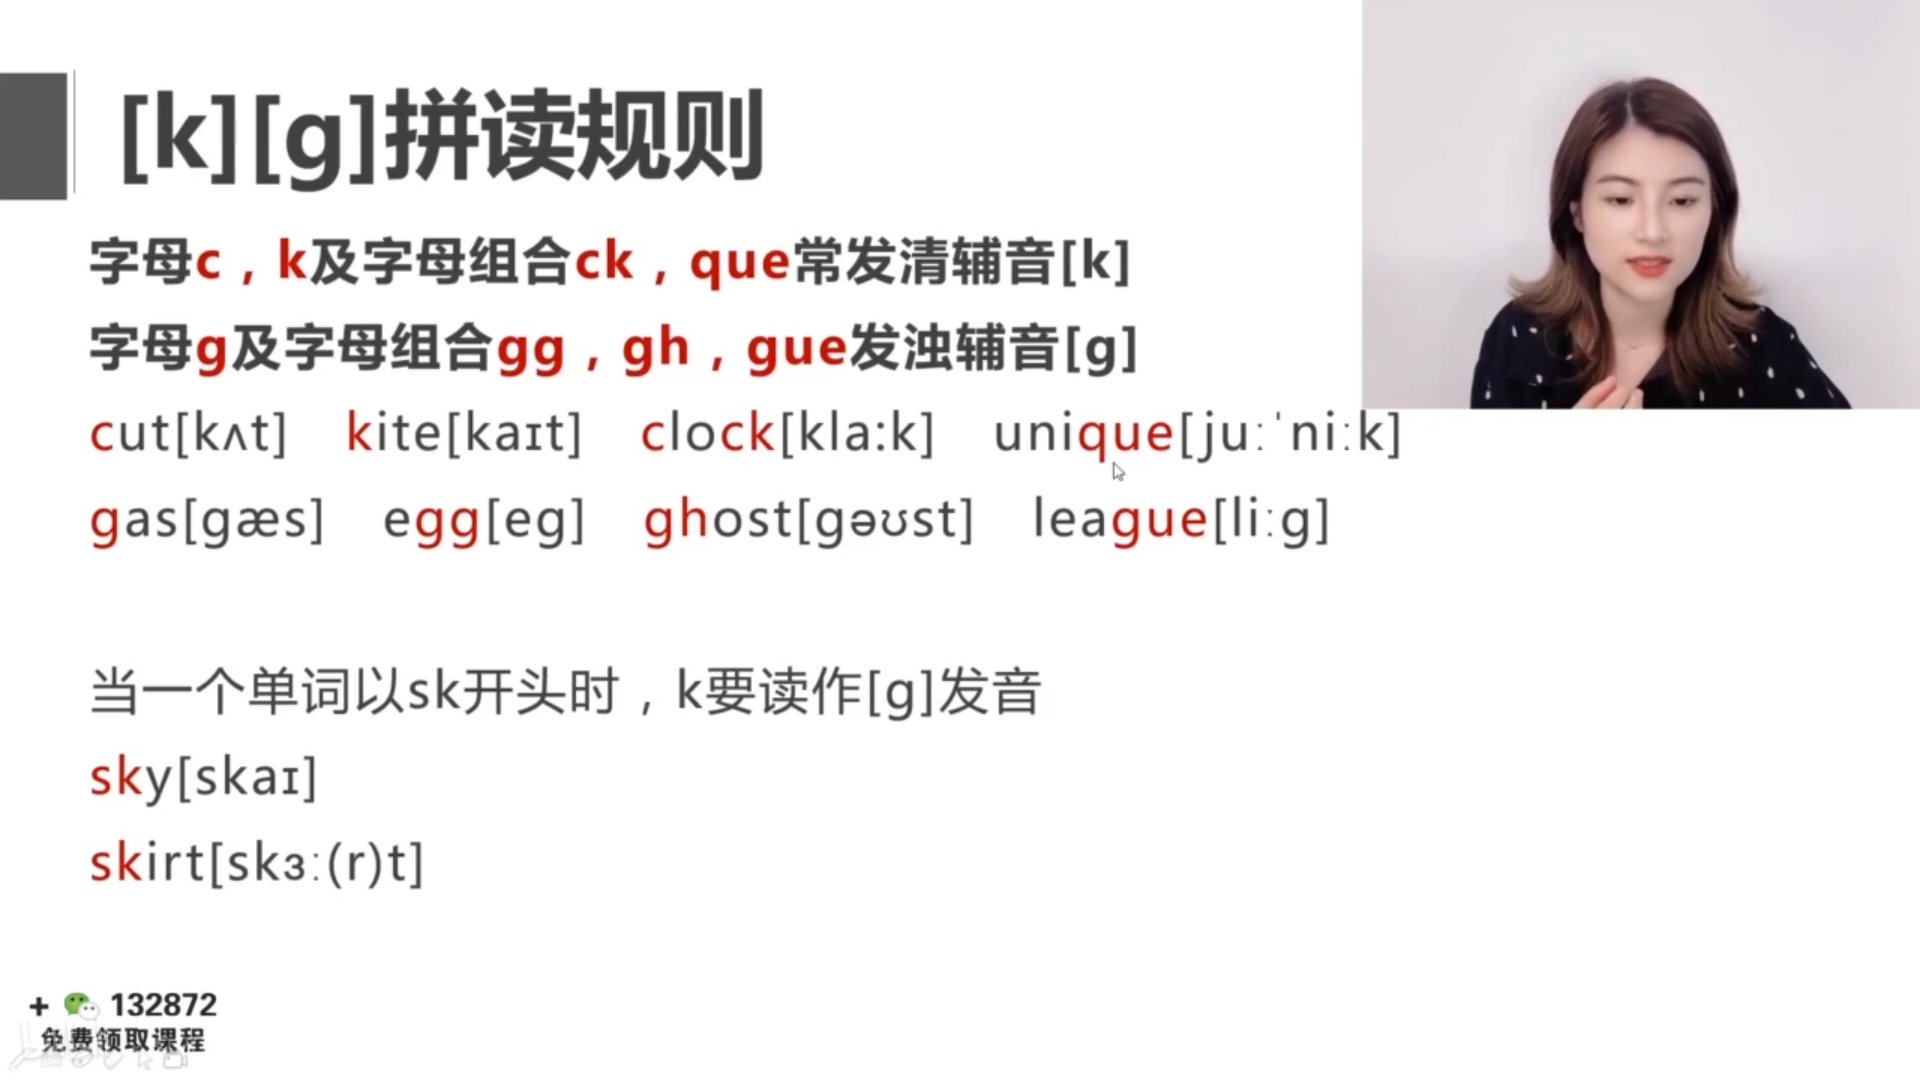 [k][g]拼读规则
字母c，k及字母组合ck，que常发清辅音[k]
字母g及字母组合gg，gh，gue发浊辅音[g]
cut[kʌt] kite[kaɪt] clock[kla:k] unique[juːˈniːk]
gas[gæs] egg[eg] ghost[gəʊst] league[liːg]
当一个单词以sk开头时，k要读作[g]发音
sky[skaɪ]
skirt[skɜː(r)t]
+ 132872
免费领取课程